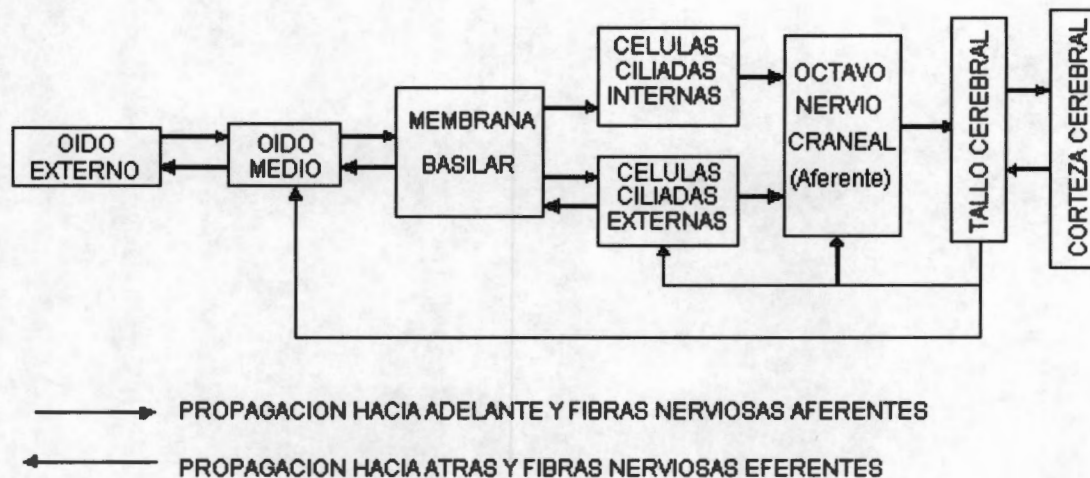 OIDO
EXTERNO
OIDO
MEDIO
MEMBRANA
BASILAR
CELULAS
CILIADAS
INTERNAS
CELULAS
CILIADAS
EXTERNAS
OCTAVO
NERVIO
CRANEAL
(Aferente)
TALLO CEREBRAL
CORTEZA CEREBRAL
PROPAGACION HACIA ADELANTE Y FIBRAS NERVIOSAS AFERENTES
PROPAGACION HACIA ATRAS Y FIBRAS NERVIOSAS EFERENTES